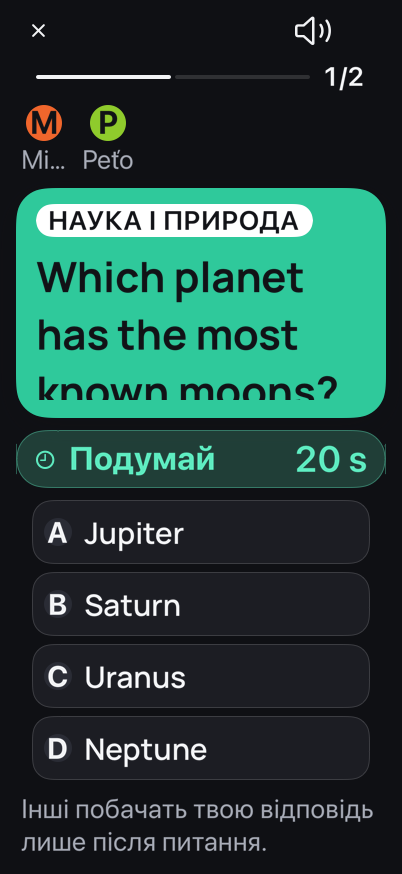 1/2
M P
Mi... Peťo
НАУКА І ПРИРОДА
Which planet
has the most
known moons?
Подумай 20 s
A Jupiter
B Saturn
C Uranus
D Neptune
Інші побачать твою відповідь
лише після питання.